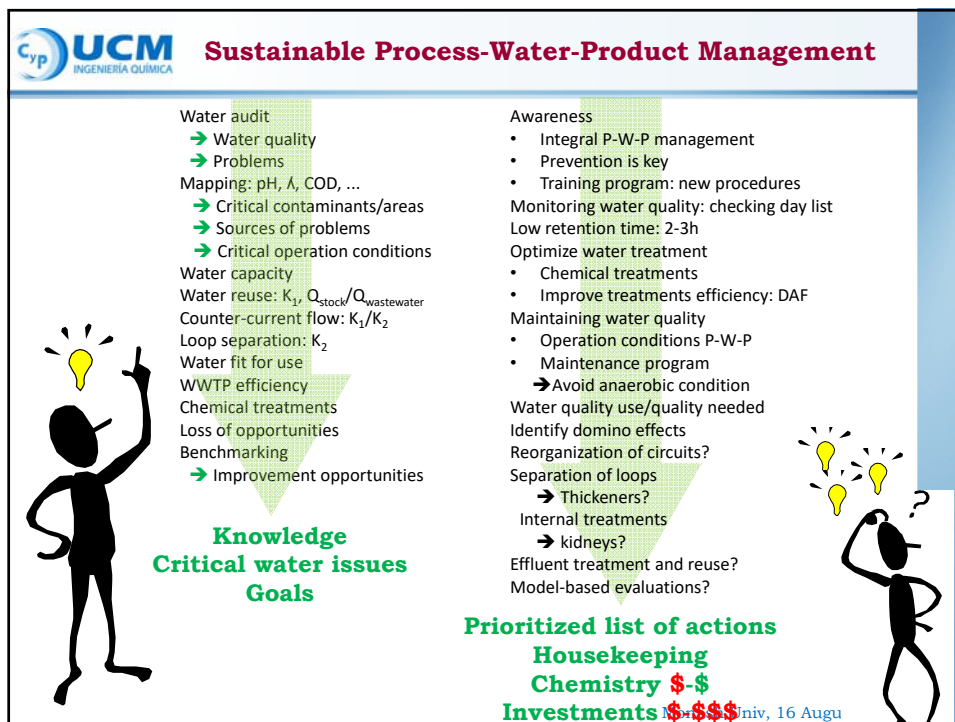 CyP UCM
INGENIERÍA QUÍMICA
Sustainable Process-Water-Product Management
Water audit
➔ Water quality
➔ Problems
Mapping: pH, ʎ, COD, ...
➔ Critical contaminants/areas
➔ Sources of problems
➔ Critical operation conditions
Water capacity
Water reuse: K₁, Qstock/Qwastewater
Counter-current flow: K₁/K₂
Loop separation: K₂
Water fit for use
WWTP efficiency
Chemical treatments
Loss of opportunities
Benchmarking
➔ Improvement opportunities
Knowledge
Critical water issues
Goals
Awareness
• Integral P-W-P management
• Prevention is key
• Training program: new procedures
Monitoring water quality: checking day list
Low retention time: 2-3h
Optimize water treatment
• Chemical treatments
• Improve treatments efficiency: DAF
Maintaining water quality
• Operation conditions P-W-P
• Maintenance program
➔Avoid anaerobic condition
Water quality use/quality needed
Identify domino effects
Reorganization of circuits?
Separation of loops
➔ Thickeners?
Internal treatments
➔ kidneys?
Effluent treatment and reuse?
Model-based evaluations?
?
Prioritized list of actions
Housekeeping
Chemistry $-$
Investments $-$$$
Univ, 16 Augu